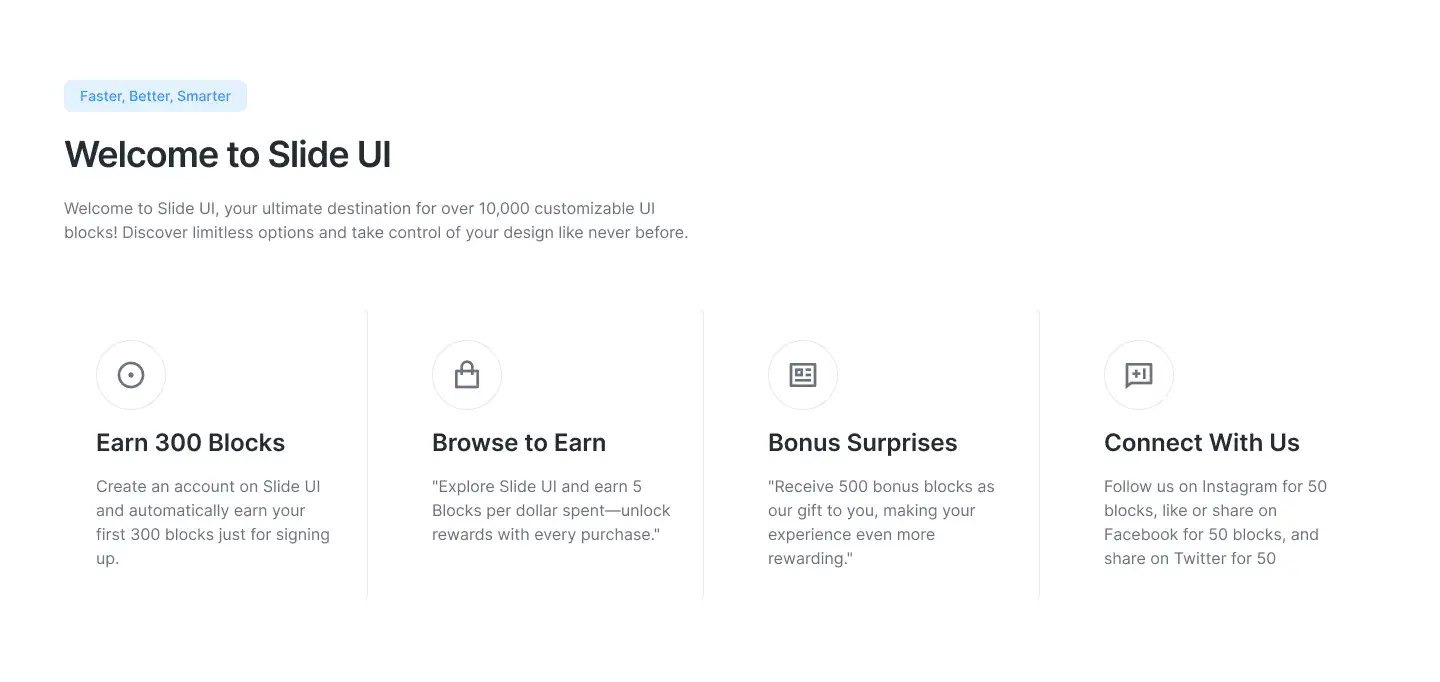 Faster, Better, Smarter
Welcome to Slide UI
Welcome to Slide UI, your ultimate destination for over 10,000 customizable UI
blocks! Discover limitless options and take control of your design like never before.
Earn 300 Blocks
Create an account on Slide UI
and automatically earn your
first 300 blocks just for signing
up.
Browse to Earn
"Explore Slide UI and earn 5
Blocks per dollar spent—unlock
rewards with every purchase."
Bonus Surprises
"Receive 500 bonus blocks as
our gift to you, making your
experience even more
rewarding."
Connect With Us
Follow us on Instagram for 50
blocks, like or share on
Facebook for 50 blocks, and
share on Twitter for 50